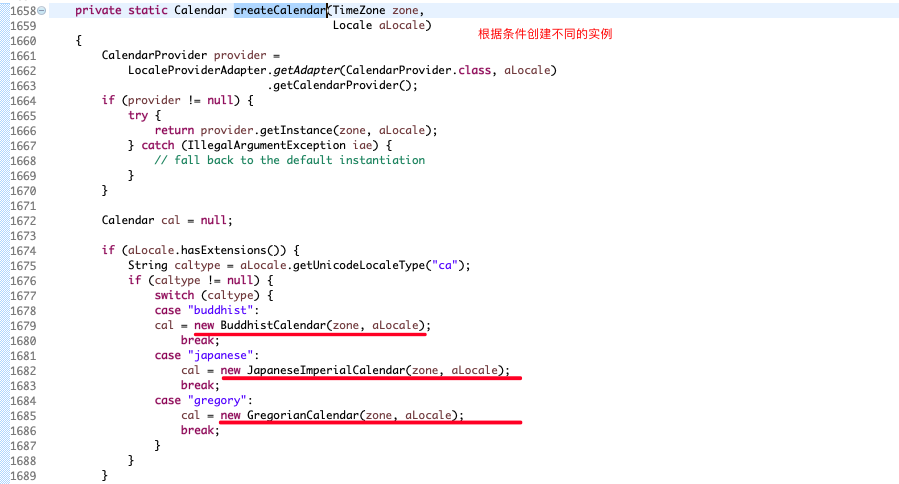 1658 private static Calendar createCalendar(TimeZone zone,
1659 Locale aLocale)
根据条件创建不同的实例
1660 {
1661 CalendarProvider provider =
1662 LocaleProviderAdapter.getAdapter(CalendarProvider.class, aLocale)
1663 .getCalendarProvider();
1664 if (provider != null) {
1665 try {
1666 return provider.getInstance(zone, aLocale);
1667 } catch (IllegalArgumentException iae) {
1668 // fall back to the default instantiation
1669 }
1670 }
1671
1672 Calendar cal = null;
1673
1674 if (aLocale.hasExtensions()) {
1675 String caltype = aLocale.getUnicodeLocaleType("ca");
1676 if (caltype != null) {
1677 switch (caltype) {
1678 case "buddhist":
1679 cal = new BuddhistCalendar(zone, aLocale);
1680 break;
1681 case "japanese":
1682 cal = new JapaneseImperialCalendar(zone, aLocale);
1683 break;
1684 case "gregory":
1685 cal = new GregorianCalendar(zone, aLocale);
1686 break;
1687 }
1688 }
1689 }